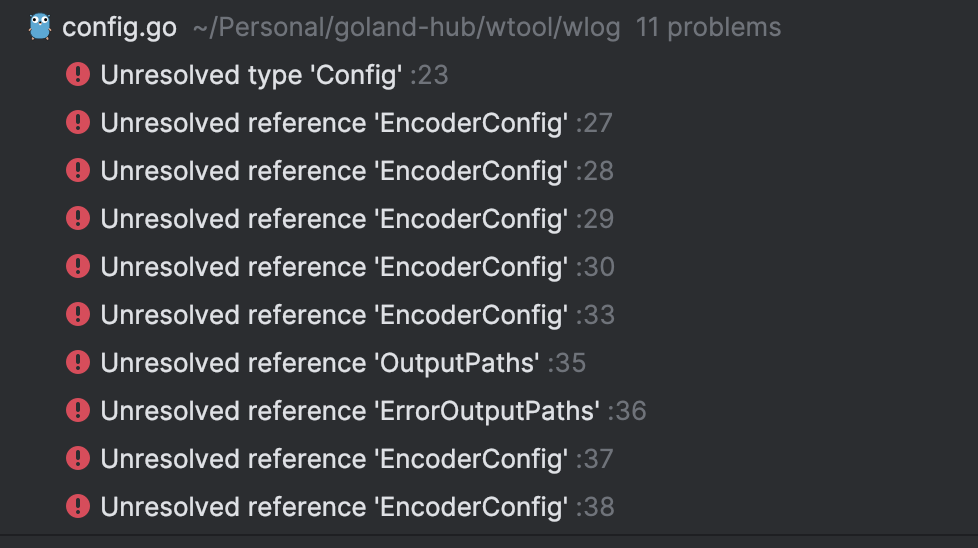 config.go ~/Personal/goland-hub/wtool/wlog 11 problems
Unresolved type 'Config' :23
Unresolved reference 'EncoderConfig' :27
Unresolved reference 'EncoderConfig' :28
Unresolved reference 'EncoderConfig' :29
Unresolved reference 'EncoderConfig' :30
Unresolved reference 'EncoderConfig' :33
Unresolved reference 'OutputPaths' :35
Unresolved reference 'ErrorOutputPaths' :36
Unresolved reference 'EncoderConfig' :37
Unresolved reference 'EncoderConfig' :38